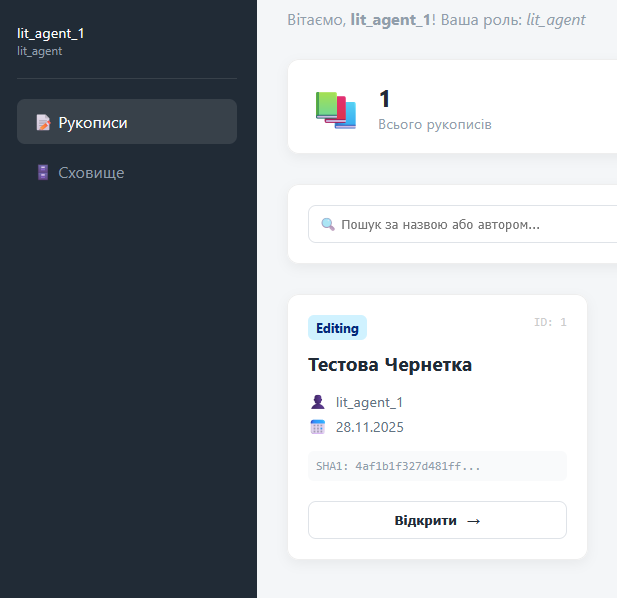 lit_agent_1
lit_agent
Рукописи
Сховище
Вітаємо, lit_agent_1! Ваша роль: lit_agent
1
Всього рукописів
Пошук за назвою або автором...
Editing
ID: 1
Тестова Чернетка
lit_agent_1
28.11.2025
SHA1: 4af1b1f327d481ff...
Відкрити →